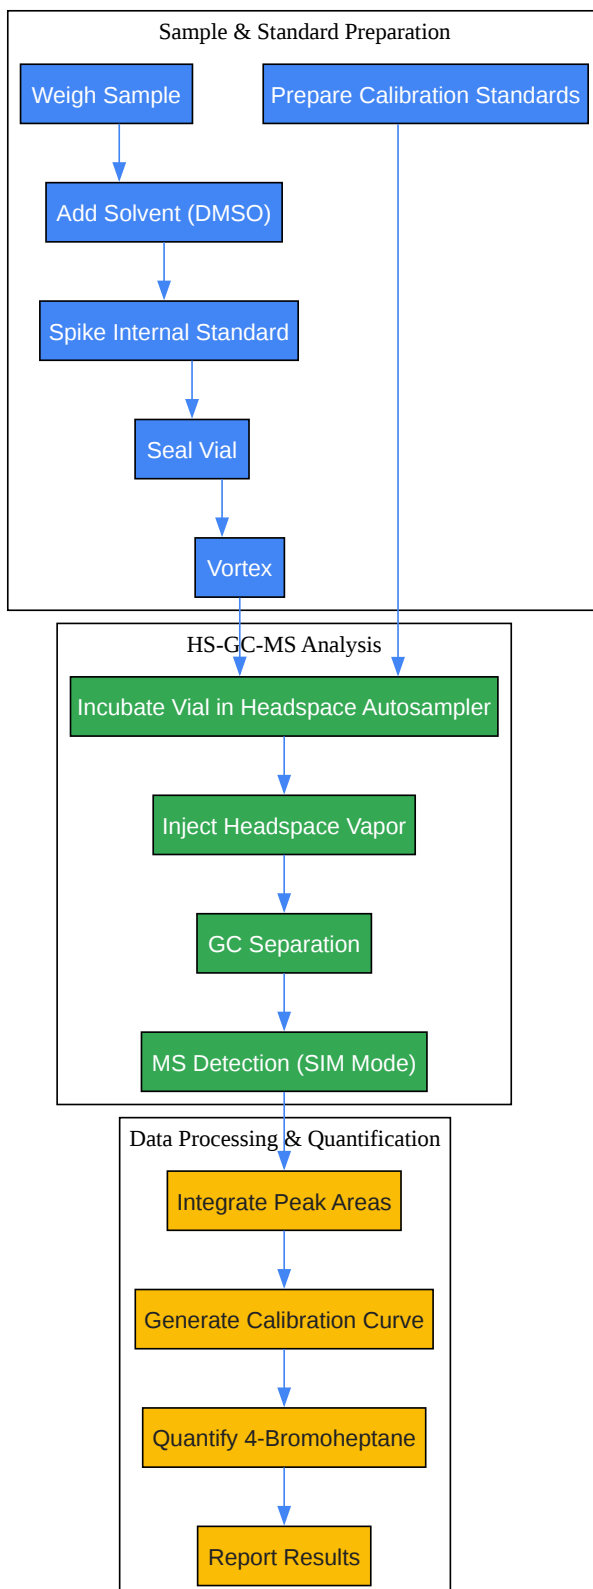 Sample & Standard Preparation
Weigh Sample
Prepare Calibration Standards
Add Solvent (DMSO)
Spike Internal Standard
Seal Vial
Vortex
HS-GC-MS Analysis
Incubate Vial in Headspace Autosampler
Inject Headspace Vapor
GC Separation
MS Detection (SIM Mode)
Data Processing & Quantification
Integrate Peak Areas
Generate Calibration Curve
Quantify 4-Bromoheptane
Report Results